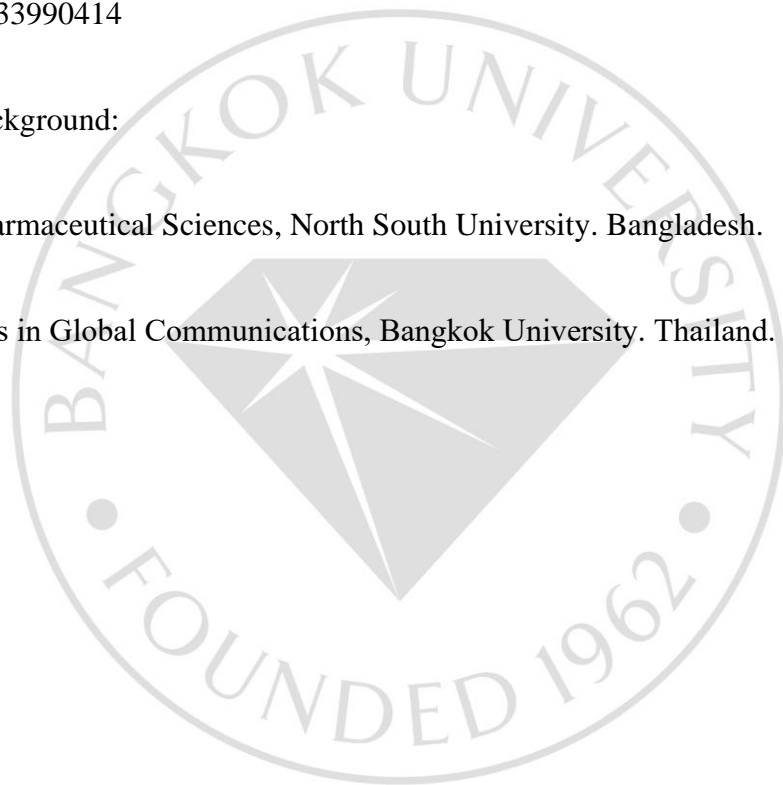 33990414
ckground:
armaceutical Sciences, North South University. Bangladesh.
s in Global Communications, Bangkok University. Thailand.
BANGKOK UNIVERSITY
• FOUNDED 1962 •